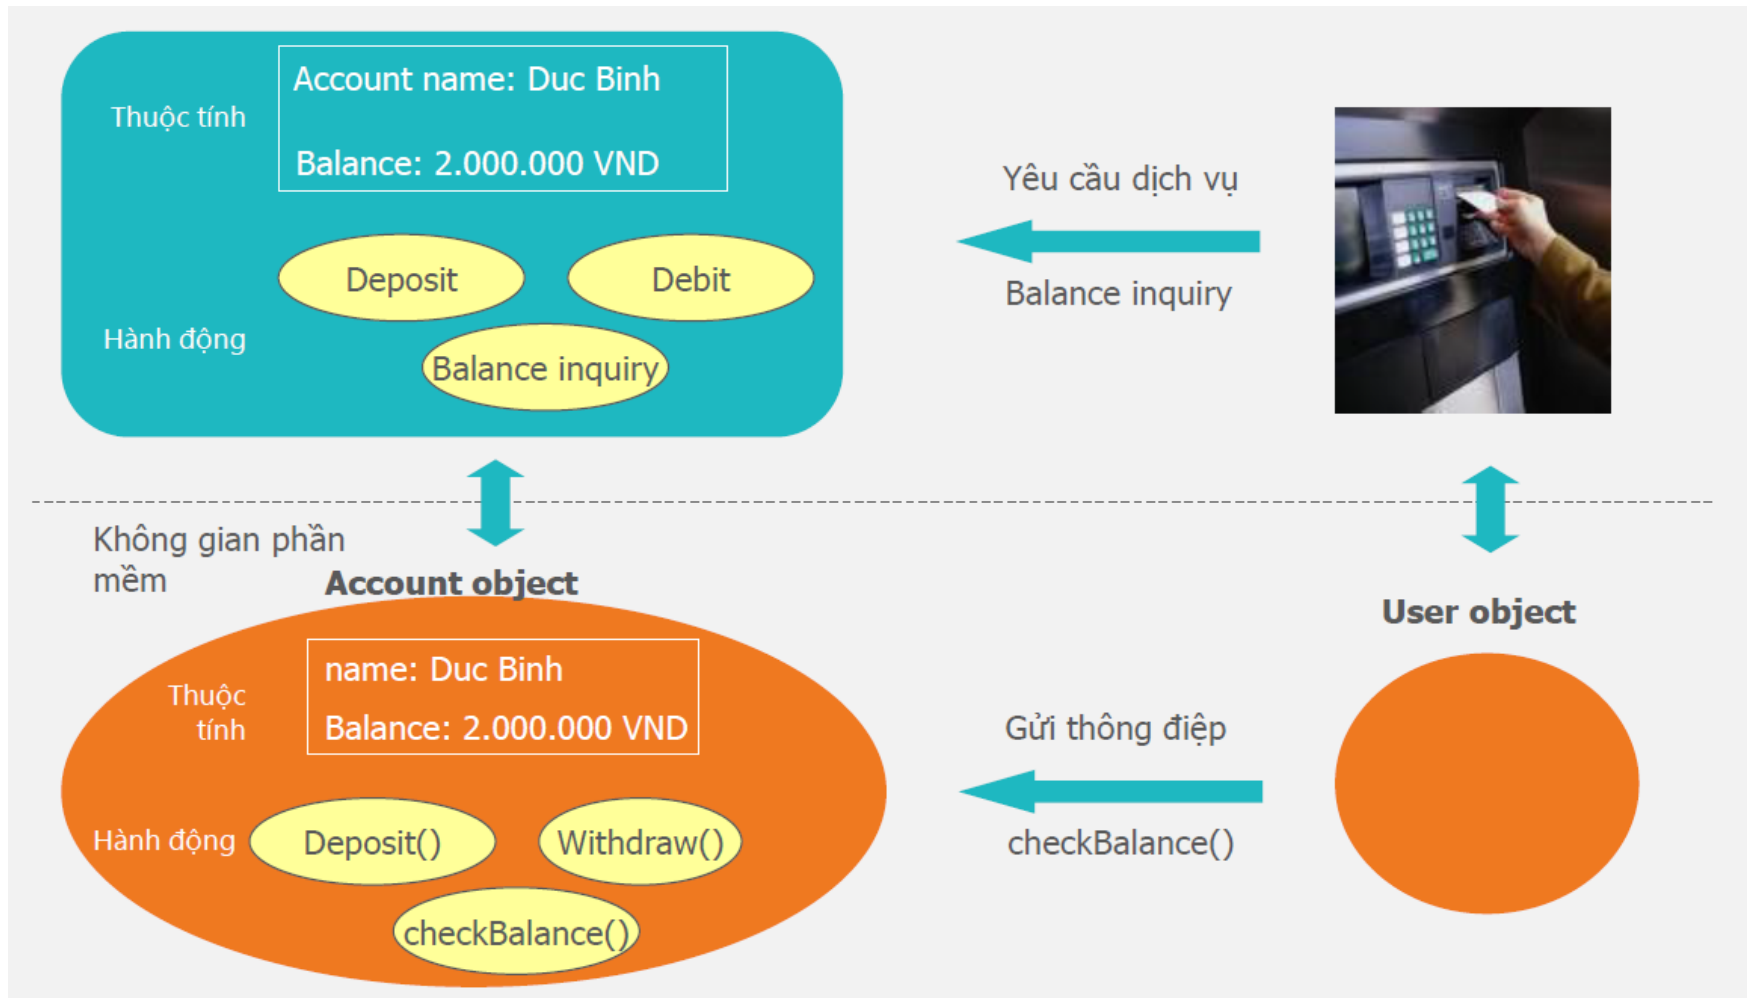 Account name: Duc Binh
Thuộc tính
Balance: 2.000.000 VND
Deposit
Debit
Hành động
Balance inquiry
Yêu cầu dịch vụ
Balance inquiry
Không gian phần
mềm
Account object
User object
name: Duc Binh
Thuộc
tính
Balance: 2.000.000 VND
Hành động
Deposit()
Withdraw()
checkBalance()
Gửi thông điệp
checkBalance()